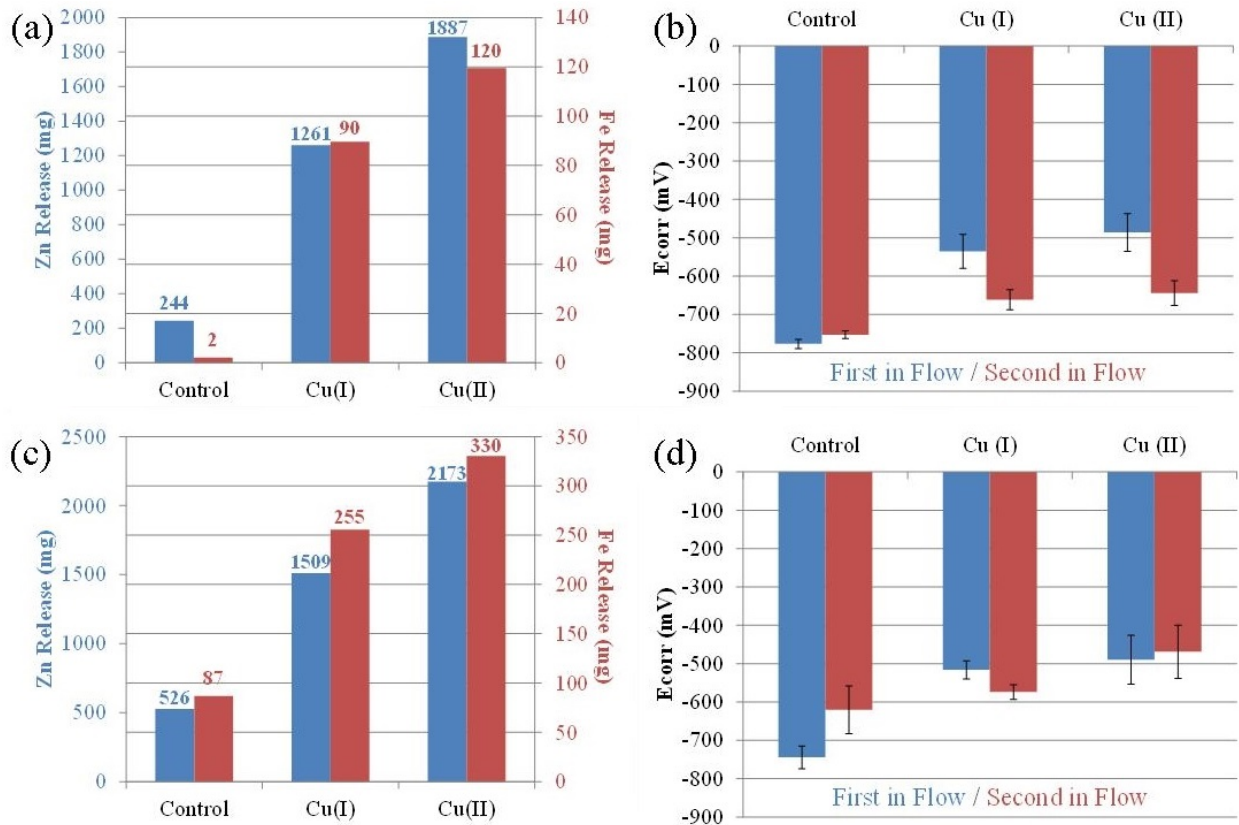 (a)
Zn Release (mg)
2000
1800
1600
1400
1200
1000
800
600
400
200
0
244
2
1261
90
1887
120
Control
Cu(I)
Cu(II)
140
120
100
80
60
40
20
0
Fe Release (mg)
(b)
Control
Cu (I)
Cu (II)
Ecorr (mV)
0
-100
-200
-300
-400
-500
-600
-700
-800
-900
First in Flow / Second in Flow
(c)
Zn Release (mg)
2500
2000
1500
1000
500
0
526
87
1509
255
2173
330
Control
Cu(I)
Cu(II)
350
300
250
200
150
100
50
0
Fe Release (mg)
(d)
Control
Cu (I)
Cu (II)
Ecorr (mV)
0
-100
-200
-300
-400
-500
-600
-700
-800
-900
First in Flow / Second in Flow